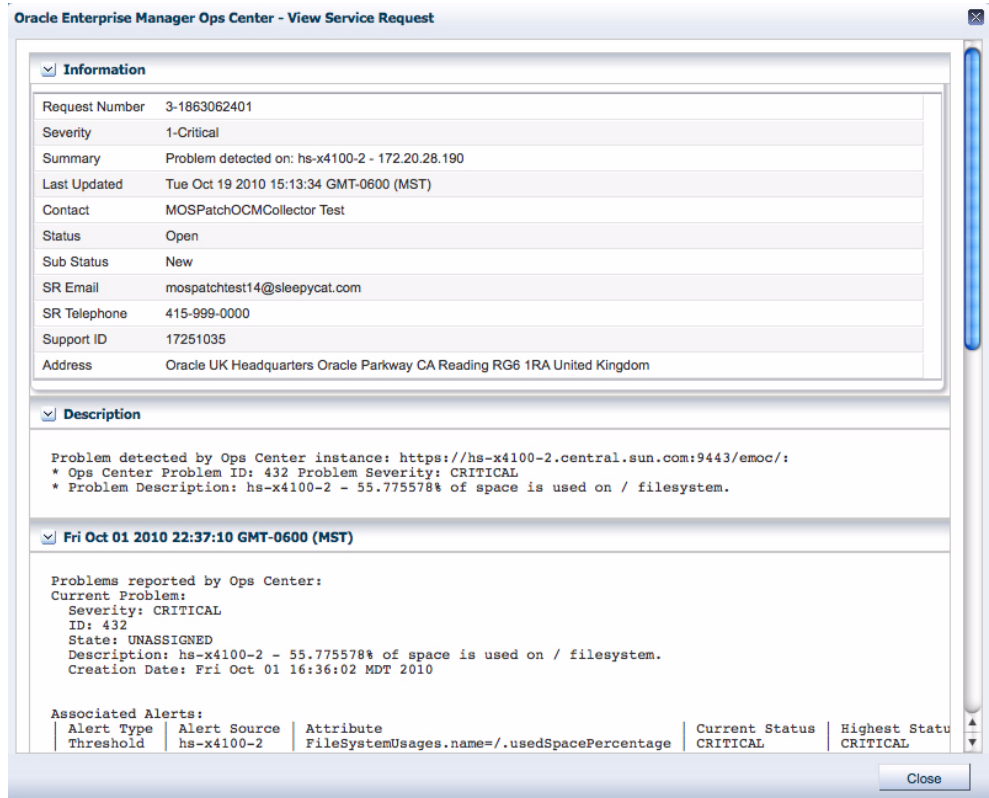 Oracle Enterprise Manager Ops Center - View Service Request
Information
Request Number 3-1863062401
Severity 1-Critical
Summary Problem detected on: hs-x4100-2 - 172.20.28.190
Last Updated Tue Oct 19 2010 15:13:34 GMT-0600 (MST)
Contact MOSPatchOCMCollector Test
Status Open
Sub Status New
SR Email mospatchtest14@sleepycat.com
SR Telephone 415-999-0000
Support ID 17251035
Address Oracle UK Headquarters Oracle Parkway CA Reading RG6 1RA United Kingdom
Description
Problem detected by Ops Center instance: https://hs-x4100-2.central.sun.com:9443/emoc/:
* Ops Center Problem ID: 432 Problem Severity: CRITICAL
* Problem Description: hs-x4100-2 - 55.775578% of space is used on / filesystem.
Fri Oct 01 2010 22:37:10 GMT-0600 (MST)
Problems reported by Ops Center:
Current Problem:
Severity: CRITICAL
ID: 432
State: UNASSIGNED
Description: hs-x4100-2 - 55.775578% of space is used on / filesystem.
Creation Date: Fri Oct 01 16:36:02 MDT 2010
Associated Alerts:
| Alert Type | Alert Source | Attribute | Current Status | Highest Statu
| Threshold | hs-x4100-2 | FileSystemUsages.name=/.usedSpacePercentage | CRITICAL | CRITICAL
Close